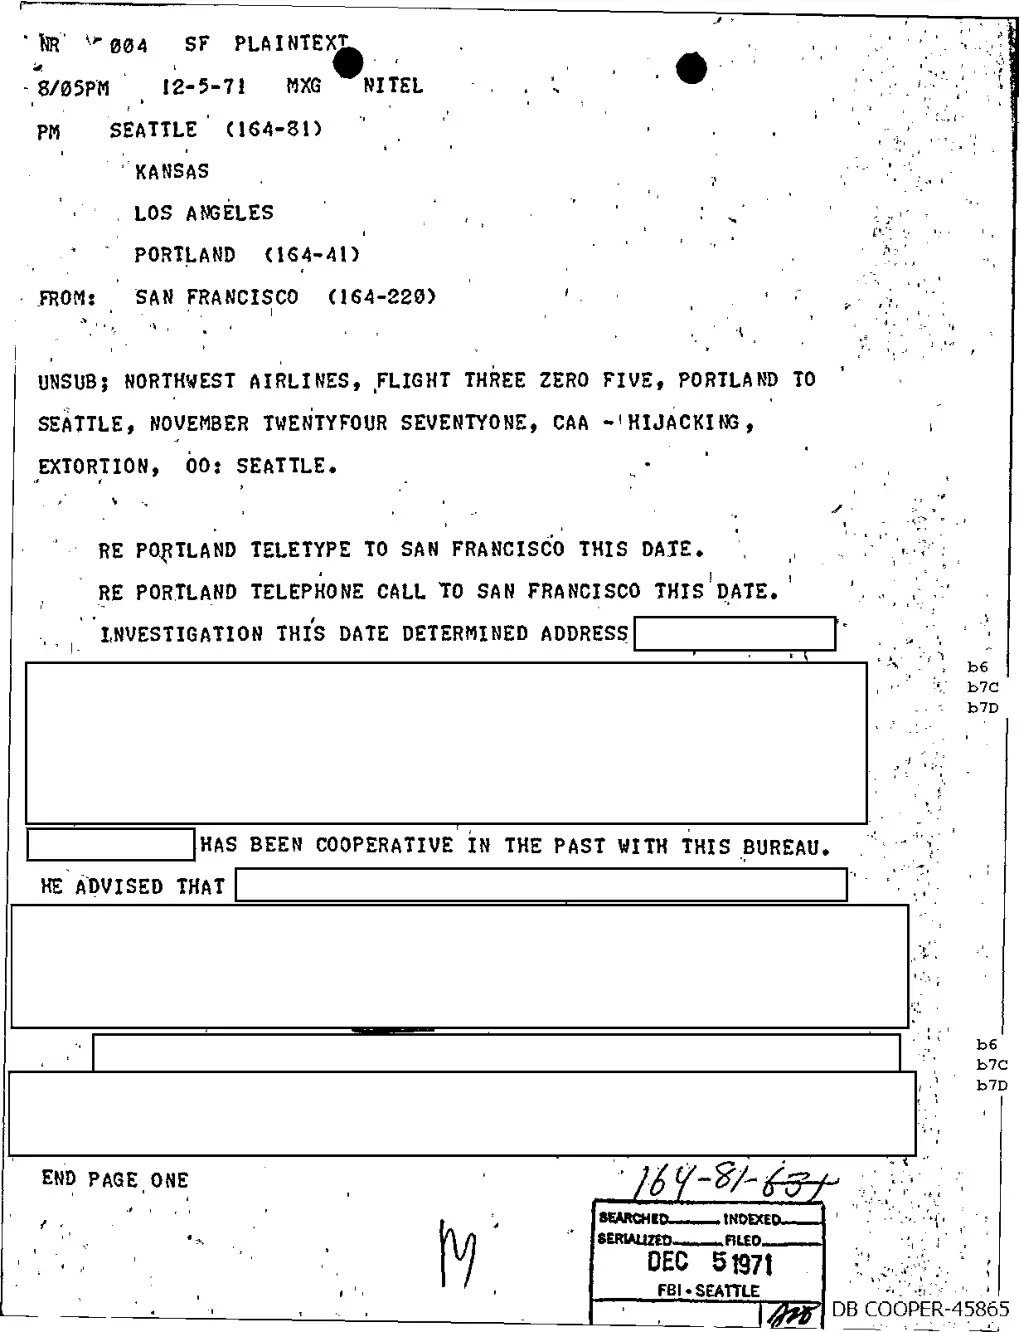 NR 004 SF PLAINTEXT
8/05PM 12-5-71 MXG NITEL
PM SEATTLE (164-81)
KANSAS
LOS ANGELES
PORTLAND (164-41)
FROM: SAN FRANCISCO (164-220)
UNSUB; NORTHWEST AIRLINES, FLIGHT THREE ZERO FIVE, PORTLAND TO
SEATTLE, NOVEMBER TWENTYFOUR SEVENTYONE, CAA - HIJACKING,
EXTORTION, OO: SEATTLE.
RE PORTLAND TELETYPE TO SAN FRANCISCO THIS DATE.
RE PORTLAND TELEPHONE CALL TO SAN FRANCISCO THIS DATE.
INVESTIGATION THIS DATE DETERMINED ADDRESS
b6
b7C
b7D
HAS BEEN COOPERATIVE IN THE PAST WITH THIS BUREAU.
HE ADVISED THAT
b6
b7C
b7D
END PAGE ONE
164-81-631
SEARCHED INDEXED
SERIALIZED FILED
DEC 5 1971
FBI - SEATTLE
DB COOPER-45865